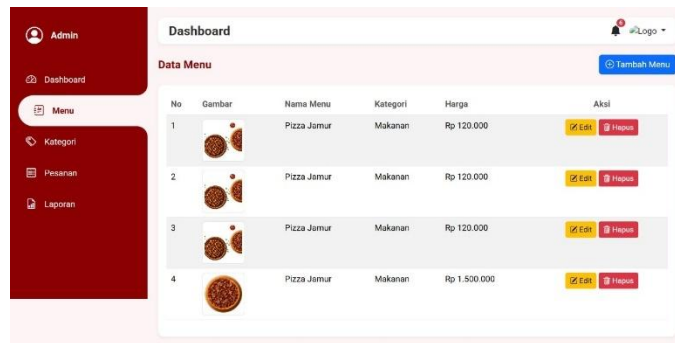 Admin
Dashboard
Menu
Kategori
Pesanan
Laporan
Dashboard
6
Logo
Data Menu
Tambah Menu
No Gambar Nama Menu Kategori Harga Aksi
1 Pizza Jamur Makanan Rp 120.000 Edit Hapus
2 Pizza Jamur Makanan Rp 120.000 Edit Hapus
3 Pizza Jamur Makanan Rp 120.000 Edit Hapus
4 Pizza Jamur Makanan Rp 1.500.000 Edit Hapus